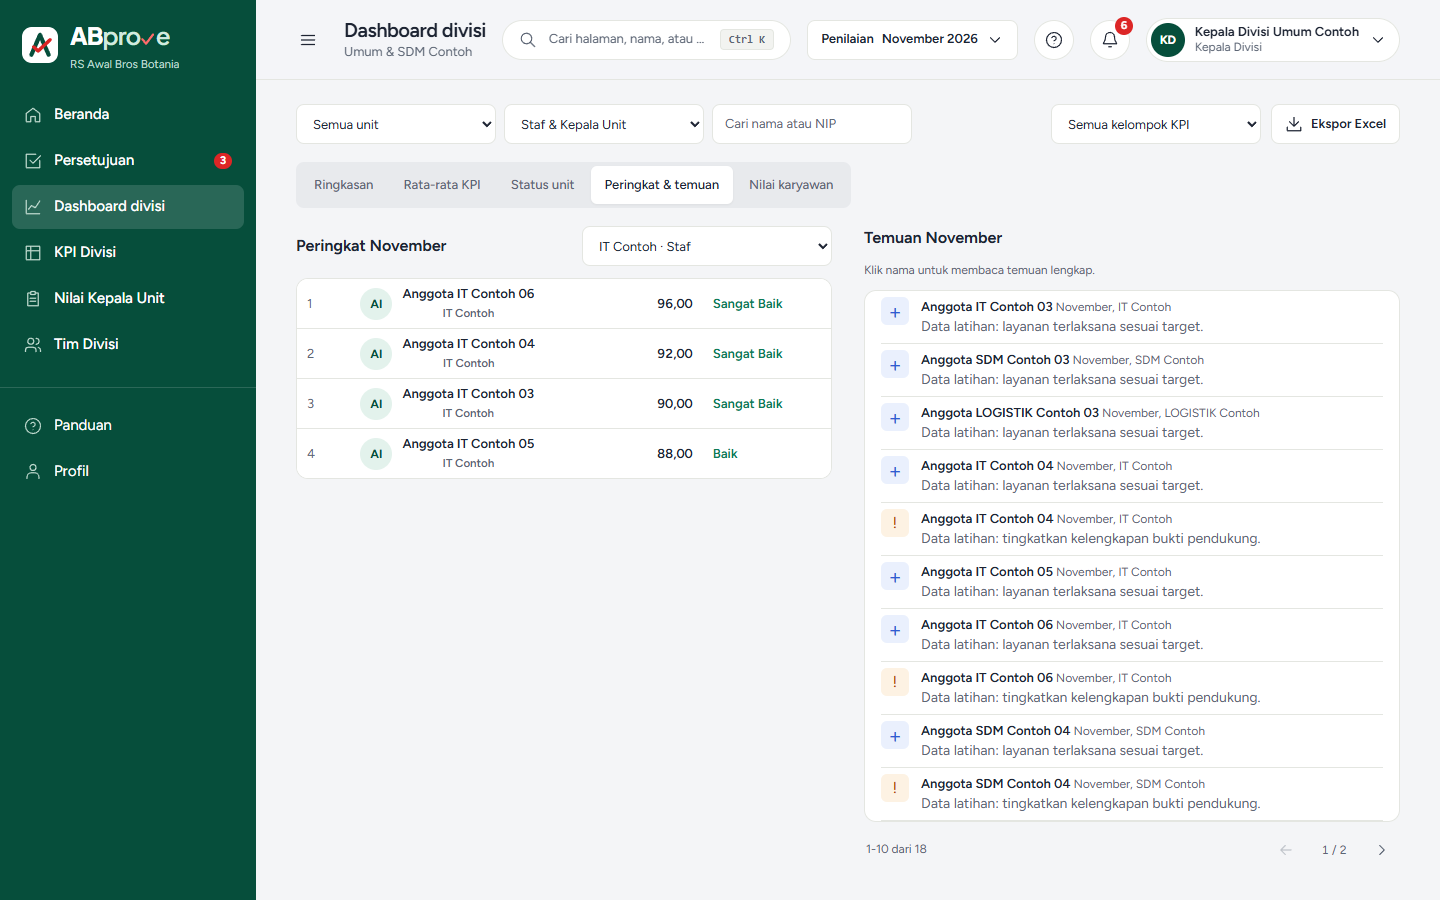 ABprove
RS Awal Bros Botania
Beranda
Persetujuan 3
Dashboard divisi
KPI Divisi
Nilai Kepala Unit
Tim Divisi
Panduan
Profil
Dashboard divisi
Umum & SDM Contoh
Cari halaman, nama, atau ... Ctrl K
Penilaian November 2026
6
KD
Kepala Divisi Umum Contoh
Kepala Divisi
Semua unit
Staf & Kepala Unit
Cari nama atau NIP
Semua kelompok KPI
Ekspor Excel
Ringkasan
Rata-rata KPI
Status unit
Peringkat & temuan
Nilai karyawan
Peringkat November
IT Contoh · Staf
1 AI Anggota IT Contoh 06 96,00 Sangat Baik
IT Contoh
2 AI Anggota IT Contoh 04 92,00 Sangat Baik
IT Contoh
3 AI Anggota IT Contoh 03 90,00 Sangat Baik
IT Contoh
4 AI Anggota IT Contoh 05 88,00 Baik
IT Contoh
Temuan November
Klik nama untuk membaca temuan lengkap.
+ Anggota IT Contoh 03 November, IT Contoh
Data latihan: layanan terlaksana sesuai target.
+ Anggota SDM Contoh 03 November, SDM Contoh
Data latihan: layanan terlaksana sesuai target.
+ Anggota LOGISTIK Contoh 03 November, LOGISTIK Contoh
Data latihan: layanan terlaksana sesuai target.
+ Anggota IT Contoh 04 November, IT Contoh
Data latihan: layanan terlaksana sesuai target.
! Anggota IT Contoh 04 November, IT Contoh
Data latihan: tingkatkan kelengkapan bukti pendukung.
+ Anggota IT Contoh 05 November, IT Contoh
Data latihan: layanan terlaksana sesuai target.
+ Anggota IT Contoh 06 November, IT Contoh
Data latihan: layanan terlaksana sesuai target.
! Anggota IT Contoh 06 November, IT Contoh
Data latihan: tingkatkan kelengkapan bukti pendukung.
+ Anggota SDM Contoh 04 November, SDM Contoh
Data latihan: layanan terlaksana sesuai target.
! Anggota SDM Contoh 04 November, SDM Contoh
Data latihan: tingkatkan kelengkapan bukti pendukung.
1-10 dari 18
1 / 2